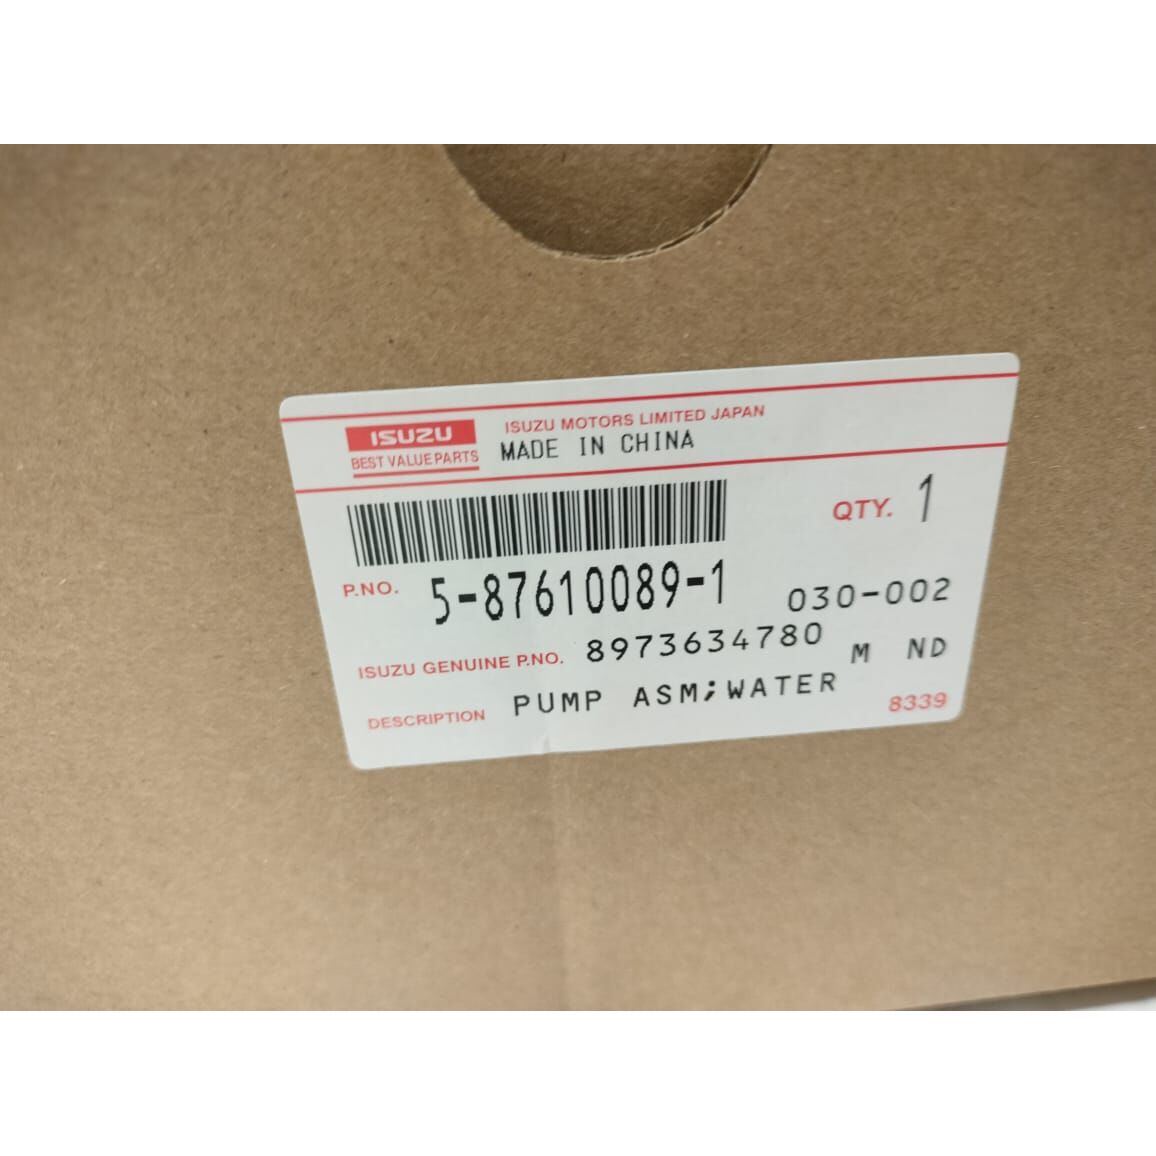 ISUZU
BEST VALUE PARTS
ISUZU MOTORS LIMITED JAPAN
MADE IN CHINA
QTY. 1
P.NO. 5-87610089-1
030-002
ISUZU GENUINE P.NO. 8973634780
M ND
DESCRIPTION PUMP ASM;WATER
8339